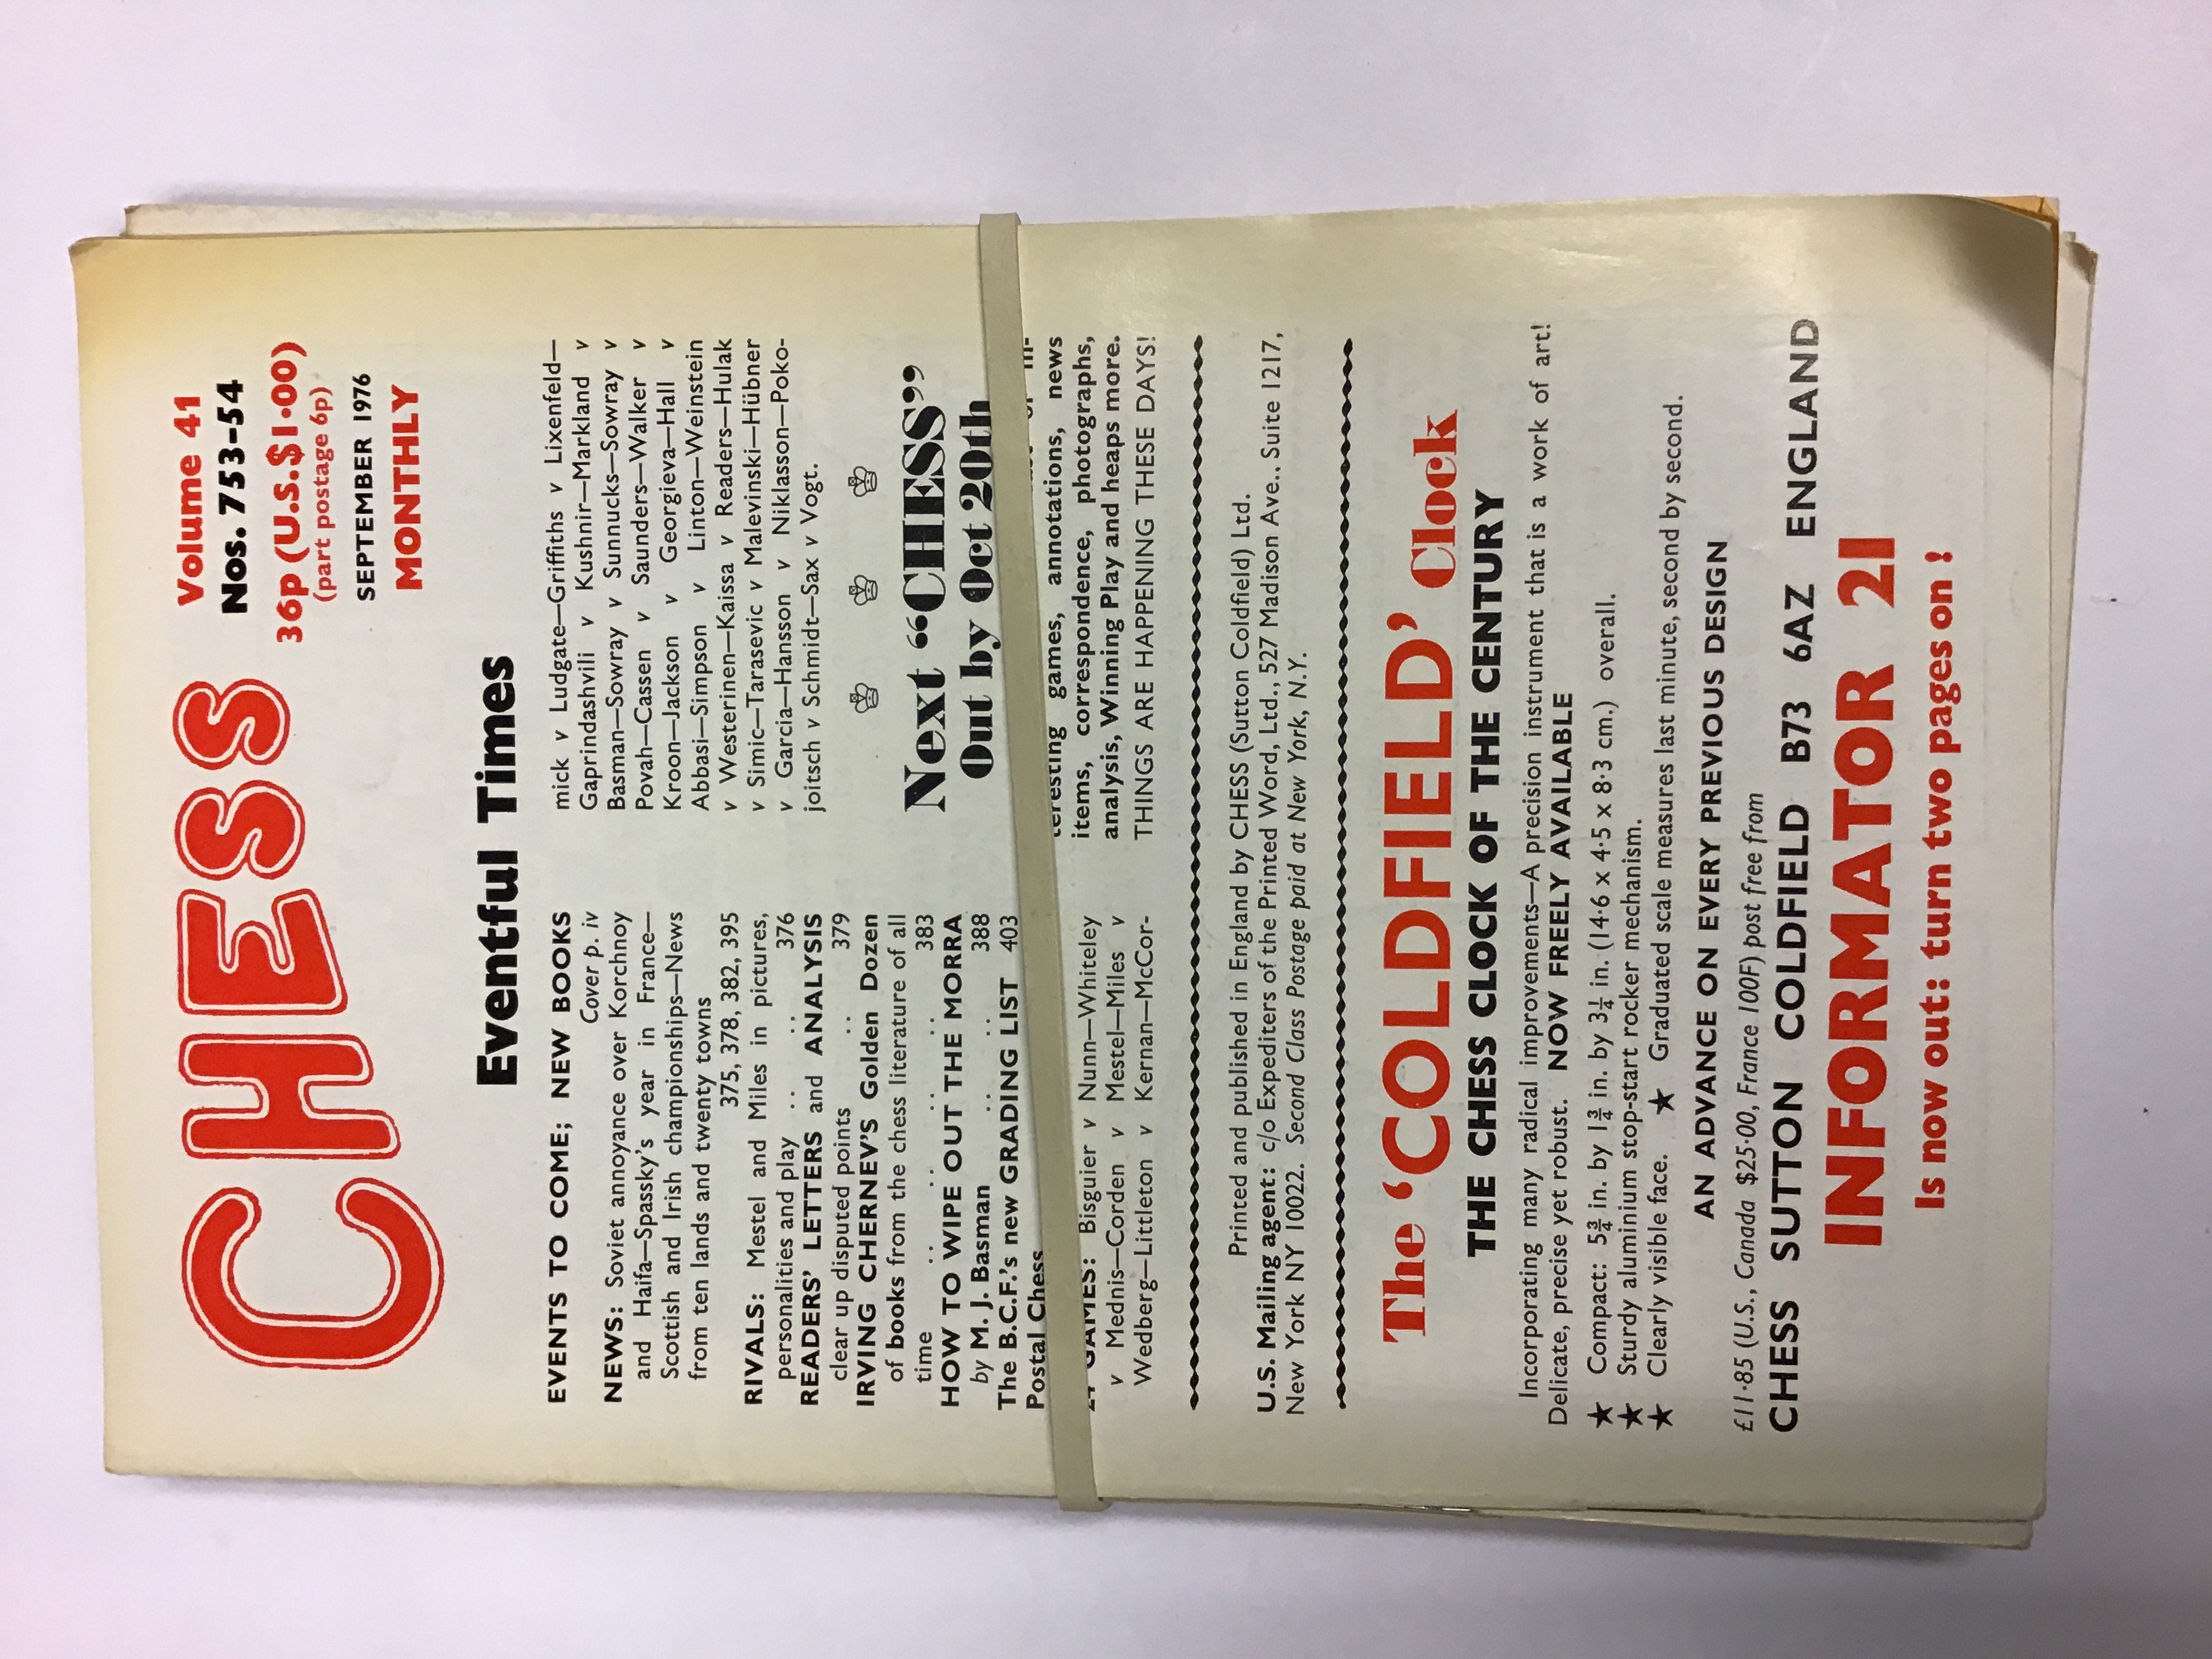 CHESS
Volume 41
Nos. 753-54
36p (U.S.$1·00)
(part postage 6p)
SEPTEMBER 1976
MONTHLY
Eventful Times
EVENTS TO COME; NEW BOOKS
Cover p. iv
NEWS: Soviet annoyance over Korchnoy
and Haifa—Spassky's year in France—
Scottish and Irish championships—News
from ten lands and twenty towns
375, 378, 382, 395
RIVALS: Mestel and Miles in pictures,
personalities and play .. .. 376
READERS' LETTERS and ANALYSIS
clear up disputed points .. 379
IRVING CHERNEV'S Golden Dozen
of books from the chess literature of all
time .. .. .. .. 383
HOW TO WIPE OUT THE MORRA
by M. J. Basman .. .. 388
The B.C.F.'s new GRADING LIST 403
Postal Chess
GAMES: Bisguier v Nunn—Whiteley
v Mednis—Corden v Mestel—Miles v
Wedberg—Littleton v Kernan—McCor-
mick v Ludgate—Griffiths v Lixenfeld—
Gaprindashvili v Kushnir—Markland v
Basman—Sowray v Sunnucks—Sowray v
Povah—Cassen v Saunders—Walker v
Kroon—Jackson v Georgieva—Hall v
Abbasi—Simpson v Linton—Weinstein
v Westerinen—Kaissa v Readers—Hulak
v Simic—Tarasevic v Malevinski—Hübner
v Garcia—Hansson v Niklasson—Poko-
joitsch v Schmidt—Sax v Vogt.
Next “CHESS”
Out by Oct 20th
teresting games, annotations, news
items, correspondence, photographs,
analysis, Winning Play and heaps more.
THINGS ARE HAPPENING THESE DAYS!
Printed and published in England by CHESS (Sutton Coldfield) Ltd.
U.S. Mailing agent: c/o Expediters of the Printed Word, Ltd., 527 Madison Ave., Suite 1217,
New York NY 10022. Second Class Postage paid at New York, N.Y.
The ‘COLDFIELD’ Clock
THE CHESS CLOCK OF THE CENTURY
Incorporating many radical improvements—A precision instrument that is a work of art!
Delicate, precise yet robust. NOW FREELY AVAILABLE
★ Compact: 5¾ in. by 1¾ in. by 3¼ in. (14·6 x 4·5 x 8·3 cm.) overall.
★ Sturdy aluminium stop-start rocker mechanism.
★ Clearly visible face. ★ Graduated scale measures last minute, second by second.
AN ADVANCE ON EVERY PREVIOUS DESIGN
£11·85 (U.S., Canada $25·00, France 100F) post free from
CHESS SUTTON COLDFIELD B73 6AZ ENGLAND
INFORMATOR 21
Is now out: turn two pages on !